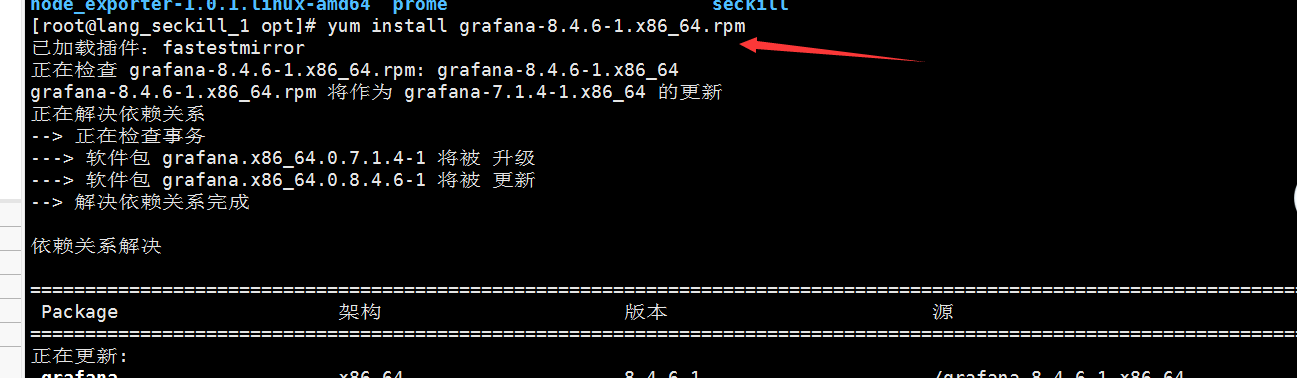 node_exporter-1.0.1.linux-amd64  prome                        seckill
[root@lang_seckill_1 opt]# yum install grafana-8.4.6-1.x86_64.rpm
已加载插件：fastestmirror
正在检查 grafana-8.4.6-1.x86_64.rpm: grafana-8.4.6-1.x86_64
grafana-8.4.6-1.x86_64.rpm 将作为 grafana-7.1.4-1.x86_64 的更新
正在解决依赖关系
--> 正在检查事务
---> 软件包 grafana.x86_64.0.7.1.4-1 将被 升级
---> 软件包 grafana.x86_64.0.8.4.6-1 将被 更新
--> 解决依赖关系完成
依赖关系解决
================================================================================
Package                    架构                      版本                            源
================================================================================
正在更新:
grafana                    x86_64                    8.4.6-1                         /grafana-8.4.6-1.x86_64